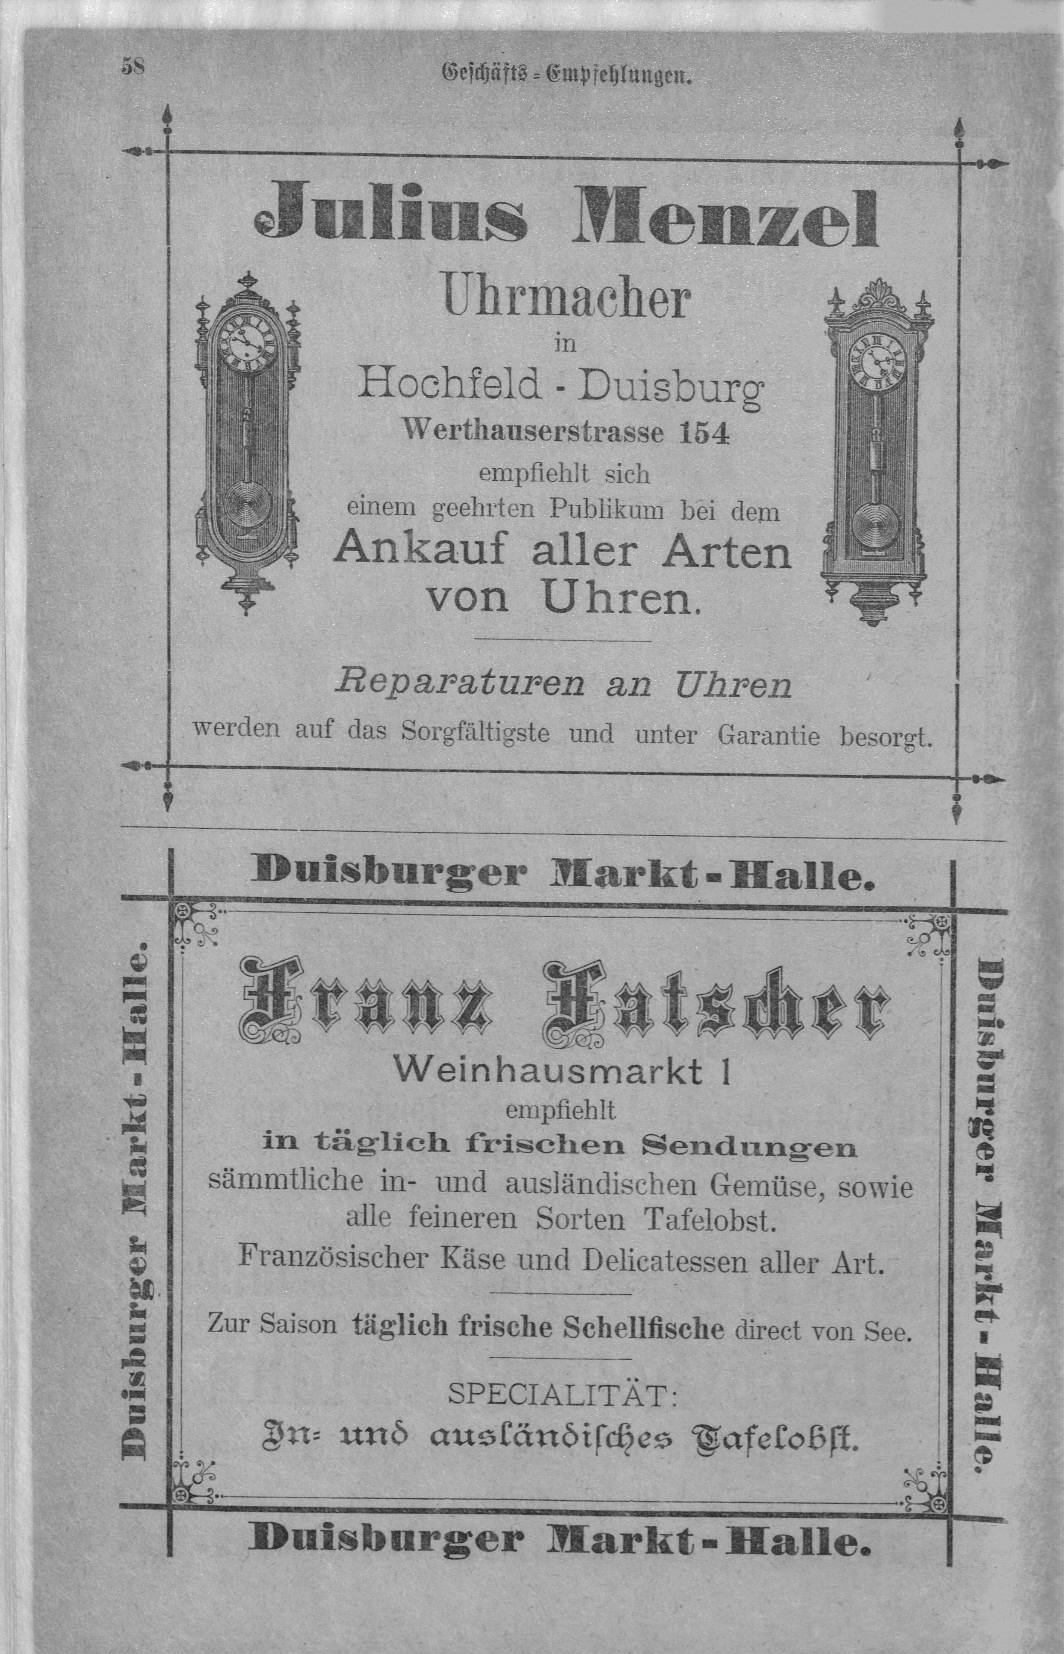 58
Geſchäfts-Empfehlungen.
Julius Menzel
Uhrmacher
in
Hochfeld - Duisburg
Werthauserstrasse 154
empfiehlt sich
einem geehrten Publikum bei dem
Ankauf aller Arten
von Uhren.
Reparaturen an Uhren
werden auf das Sorgfältigste und unter Garantie besorgt.
Duisburger Markt-Halle.
Duisburger Markt-Halle.
Franz Fatscher
Weinhausmarkt 1
empfiehlt
in täglich frischen Sendungen
sämmtliche in- und ausländischen Gemüse, sowie
alle feineren Sorten Tafelobst.
Französischer Käse und Delicatessen aller Art.
Zur Saison täglich frische Schellfische direct von See.
SPECIALITÄT:
In- und ausländiſches Tafelobſt.
Duisburger Markt-Halle.
Duisburger Markt-Halle.